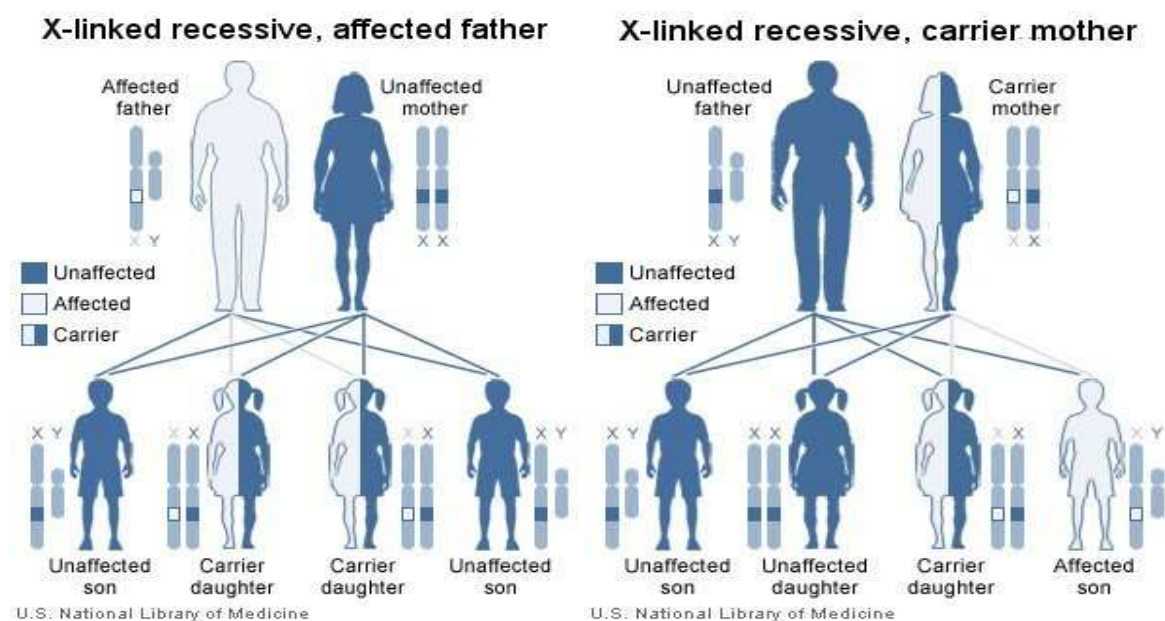 X-linked recessive, affected father
Affected
father
Unaffected
mother
X Y
X X
Unaffected
Affected
Carrier
X Y
X X
X X
X Y
Unaffected
son
Carrier
daughter
Carrier
daughter
Unaffected
son
U.S. National Library of Medicine
X-linked recessive, carrier mother
Unaffected
father
Carrier
mother
X Y
X X
Unaffected
Affected
Carrier
X Y
X X
X X
X Y
Unaffected
son
Unaffected
daughter
Carrier
daughter
Affected
son
U.S. National Library of Medicine